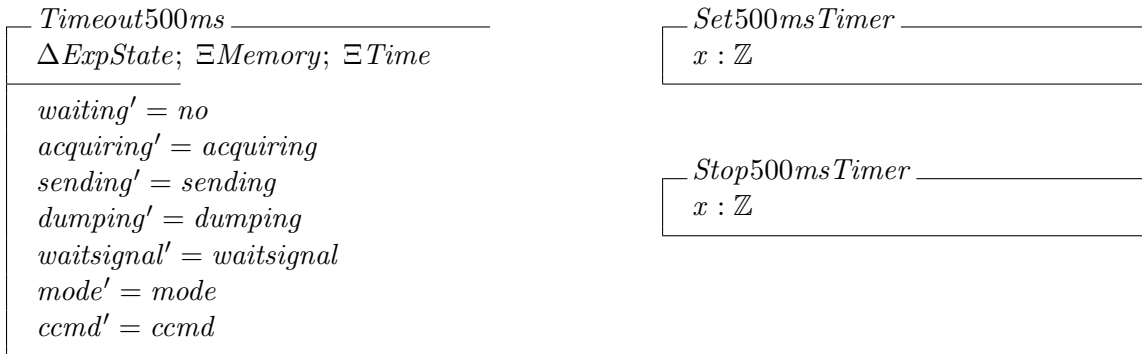 Timeout500ms
ΔExpState; ΞMemory; ΞTime
waiting′ = no
acquiring′ = acquiring
sending′ = sending
dumping′ = dumping
waitsignal′ = waitsignal
mode′ = mode
ccmd′ = ccmd
Set500msTimer
x : ℤ
Stop500msTimer
x : ℤ